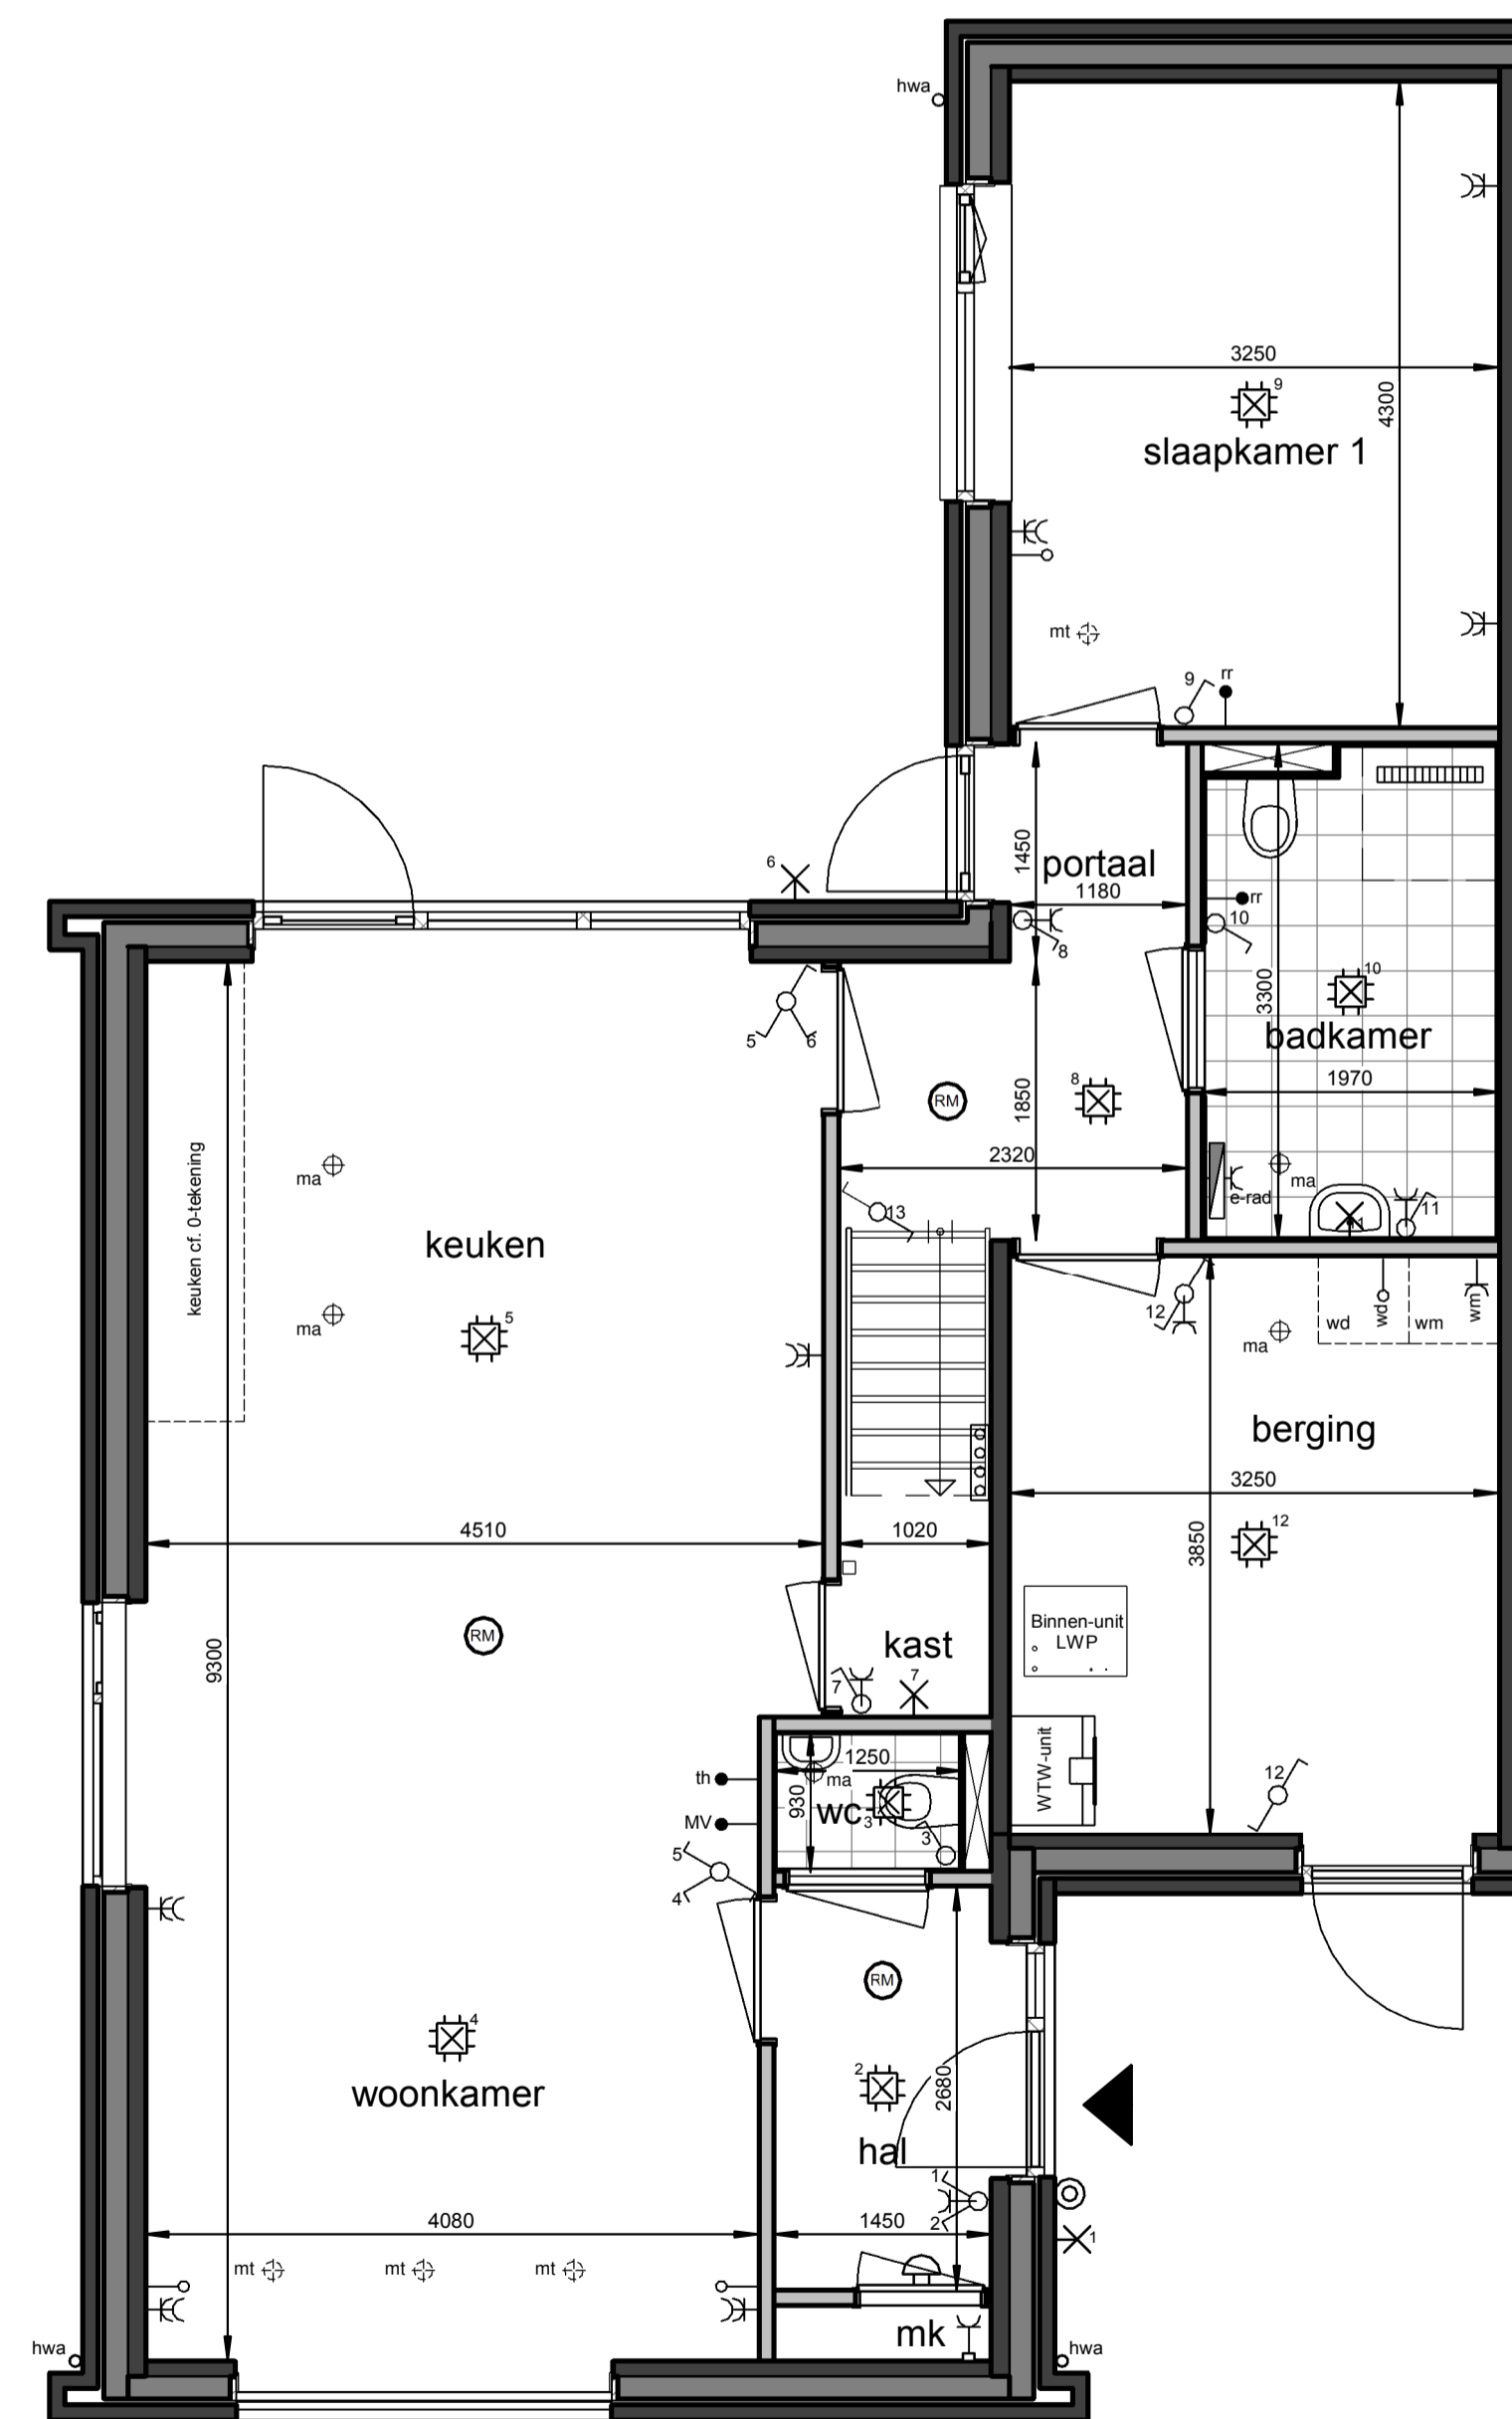 hwa
3250
9
4300
slaapkamer 1
mt
9
rr
1450
portaal
1180
6
rr
10
8
3300
10
badkamer
1970
5
6
8
RM
1850
2320
keuken cf. 0-tekening
ma
ma
e-rad
13
11
keuken
12
wd
wd
wm
wm
ma
5
ma
berging
3250
4510
1020
12
3850
9300
RM
Binnen-unit
LWP
kast
7
7
WTW-unit
1250
th
ma
930
wc
3
MV
12
3
5
4
RM
4
2
2680
woonkamer
hal
1
2
4080
1450
1
mt
mt
mt
mk
hwa
hwa